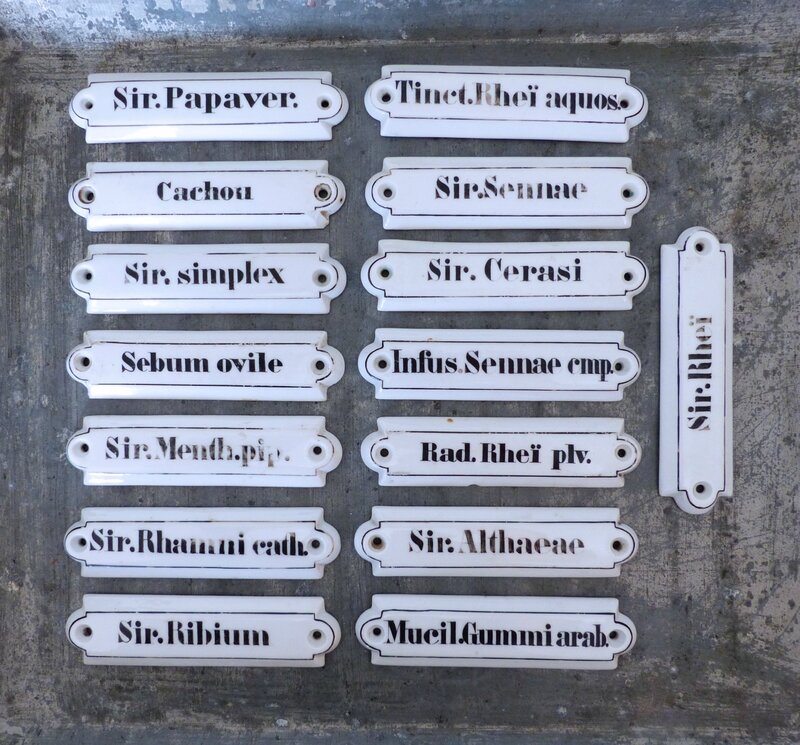 Sir.Papaver.
Cachou
Sir. simplex
Sebum ovile
Sir.Menth.pip.
Sir.Rhamni cath.
Sir.Ribium
Tinct.Rheï aquos.
Sir.Sennae
Sir. Cerasi
Infus.Sennae cmp.
Rad.Rheï plv.
Sir.Althaeae
Mucil.Gummi arab.
Sir.Rheï